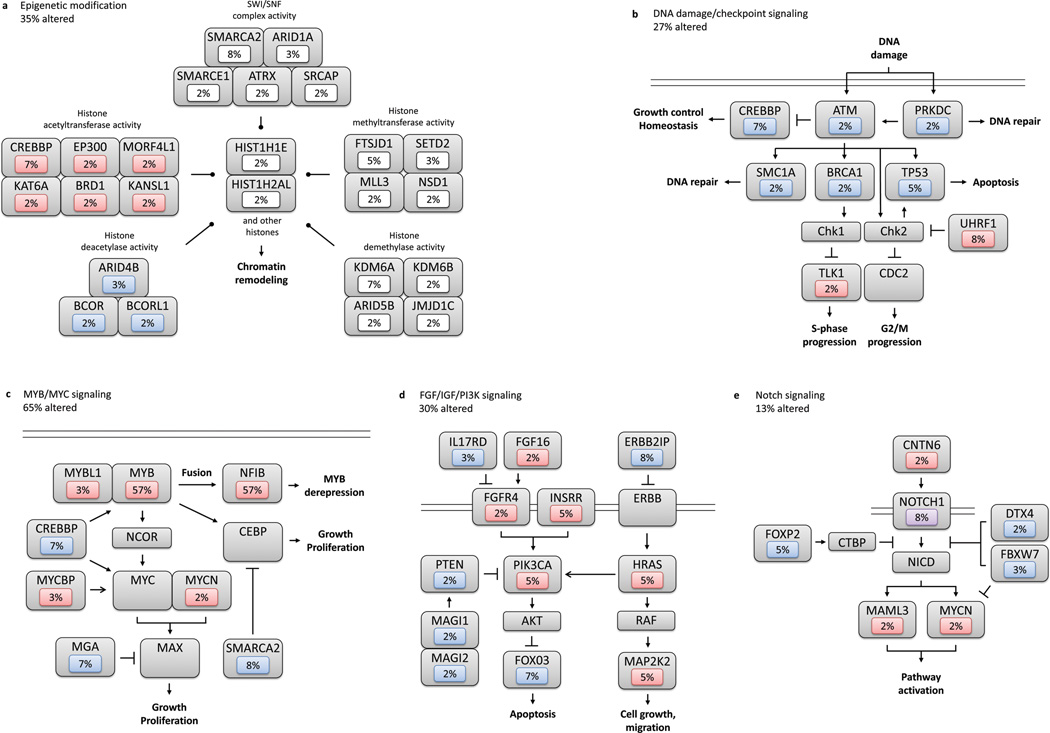 a Epigenetic modification
35% altered
SWI/SNF
complex activity
SMARCA2 ARID1A
8% 3%
SMARCE1 ATRX SRCAP
2% 2% 2%
Histone
acetyltransferase activity
CREBBP EP300 MORF4L1
7% 2% 2%
KAT6A BRD1 KANSL1
2% 2% 2%
HIST1H1E
2%
HIST1H2AL
2%
and other
histones
Chromatin
remodeling
Histone
methyltransferase activity
FTSJD1 SETD2
5% 3%
MLL3 NSD1
2% 2%
Histone
deacetylase activity
ARID4B
3%
BCOR BCORL1
2% 2%
Histone
demethylase activity
KDM6A KDM6B
7% 2%
ARID5B JMJD1C
2% 2%
b DNA damage/checkpoint signaling
27% altered
DNA
damage
Growth control
Homeostasis
CREBBP ATM PRKDC
7% 2% 2%
DNA repair
DNA repair
SMC1A BRCA1 TP53
2% 2% 5%
Apoptosis
Chk1 Chk2
UHRF1
8%
TLK1 CDC2
2%
S-phase
progression
G2/M
progression
c MYB/MYC signaling
65% altered
MYBL1 MYB Fusion NFIB
3% 57% 57%
MYB
derepression
CREBBP
7%
NCOR
CEBP
Growth
Proliferation
MYCBP MYC MYCN
3% 2%
MGA MAX SMARCA2
7% 8%
Growth
Proliferation
d FGF/IGF/PI3K signaling
30% altered
IL17RD FGF16 ERBB2IP
3% 2% 8%
FGFR4 INSRR ERBB
2% 5%
PTEN PIK3CA HRAS
2% 5% 5%
MAGI1 AKT RAF
2%
MAGI2 FOX03 MAP2K2
2% 7% 5%
Apoptosis
Cell growth,
migration
e Notch signaling
13% altered
CNTN6
2%
NOTCH1
8%
DTX4
2%
FOXP2 CTBP
5%
FBXW7
3%
NICD
MAML3 MYCN
2% 2%
Pathway
activation